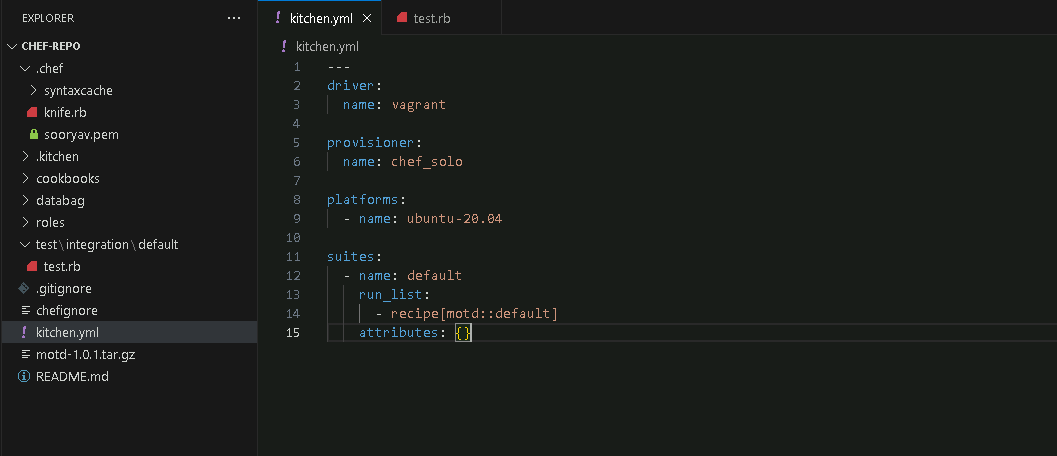 EXPLORER
CHEF-REPO
.chef
syntaxcache
knife.rb
sooryav.pem
.kitchen
cookbooks
databag
roles
test\integration\default
test.rb
.gitignore
chefignore
kitchen.yml
motd-1.0.1.tar.gz
README.md
kitchen.yml
test.rb
kitchen.yml
1 ---
2 driver:
3   name: vagrant
4
5 provisioner:
6   name: chef_solo
7
8 platforms:
9   - name: ubuntu-20.04
10
11 suites:
12   - name: default
13     run_list:
14       - recipe[motd::default]
15     attributes: {}